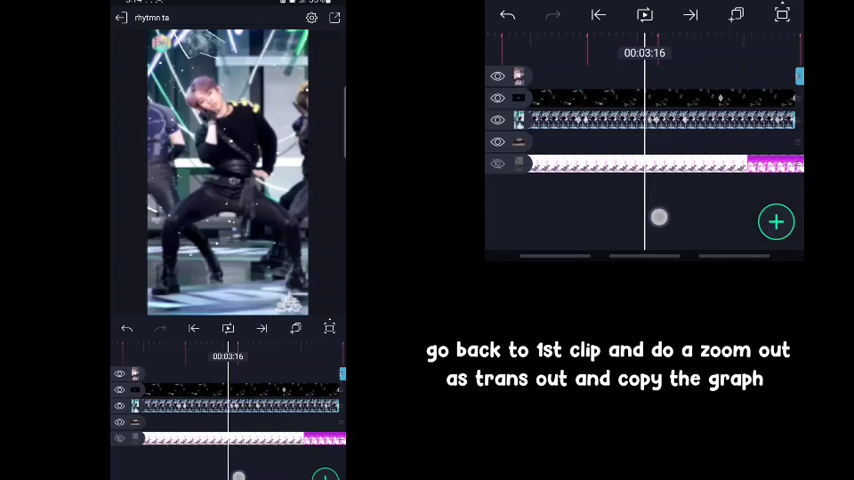 rhytmn ta
00:03:16
00:03:16
go back to 1st clip and do a zoom out
as trans out and copy the graph